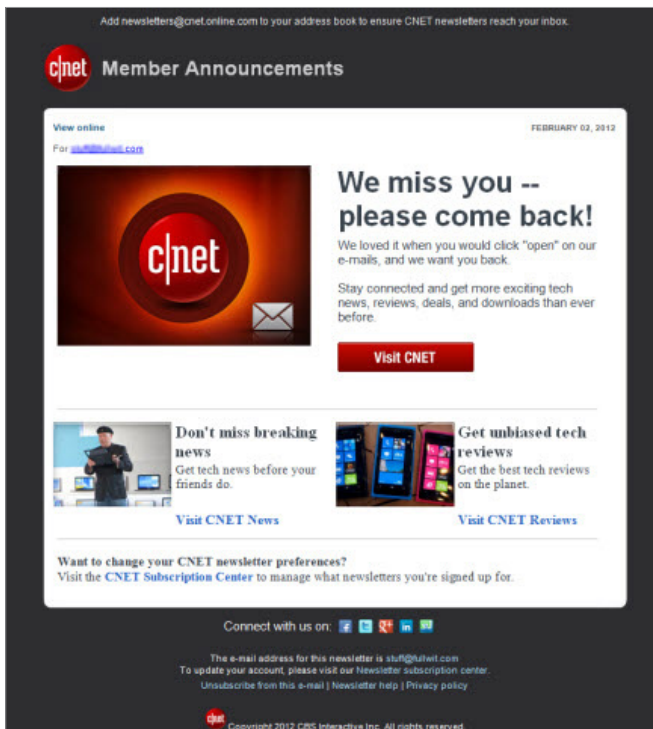 Add newsletters@cnet.online.com to your address book to ensure CNET newsletters reach your inbox.
c|net Member Announcements
View online
FEBRUARY 02, 2012
For
c|net
We miss you --
please come back!
We loved it when you would click "open" on our
e-mails, and we want you back.
Stay connected and get more exciting tech
news, reviews, deals, and downloads than ever
before.
Visit CNET
Don't miss breaking
news
Get tech news before your
friends do.
Visit CNET News
Get unbiased tech
reviews
Get the best tech reviews
on the planet.
Visit CNET Reviews
Want to change your CNET newsletter preferences?
Visit the CNET Subscription Center to manage what newsletters you're signed up for.
Connect with us on:
The e-mail address for this newsletter is stuff@fullwit.com
To update your account, please visit our Newsletter subscription center.
Unsubscribe from this e-mail | Newsletter help | Privacy policy
c|net Copyright 2012 CBS Interactive Inc. All rights reserved.